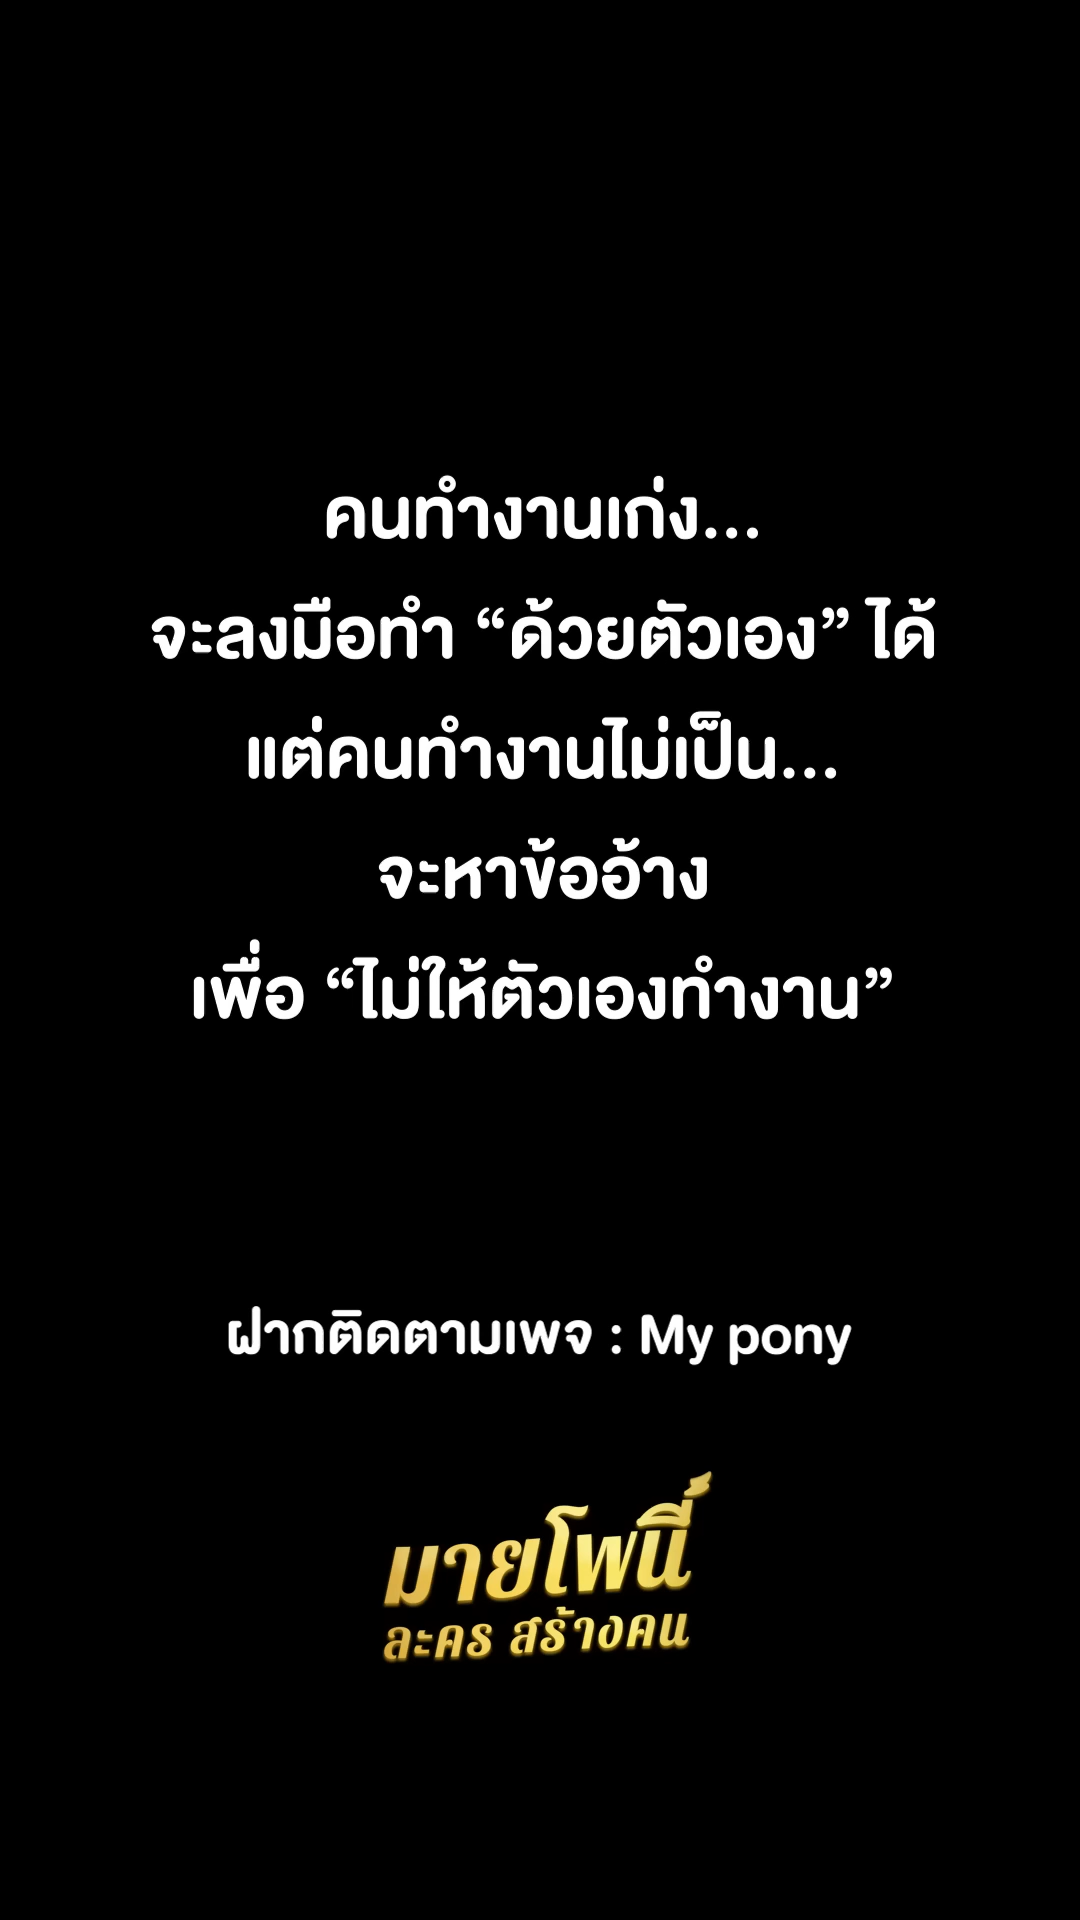 คนทำงานเก่ง...
จะลงมือทำ “ด้วยตัวเอง” ได้
แต่คนทำงานไม่เป็น...
จะหาข้ออ้าง
เพื่อ “ไม่ให้ตัวเองทำงาน”
ฝากติดตามเพจ : My pony
มายโพนี้
ละคร สร้างคน